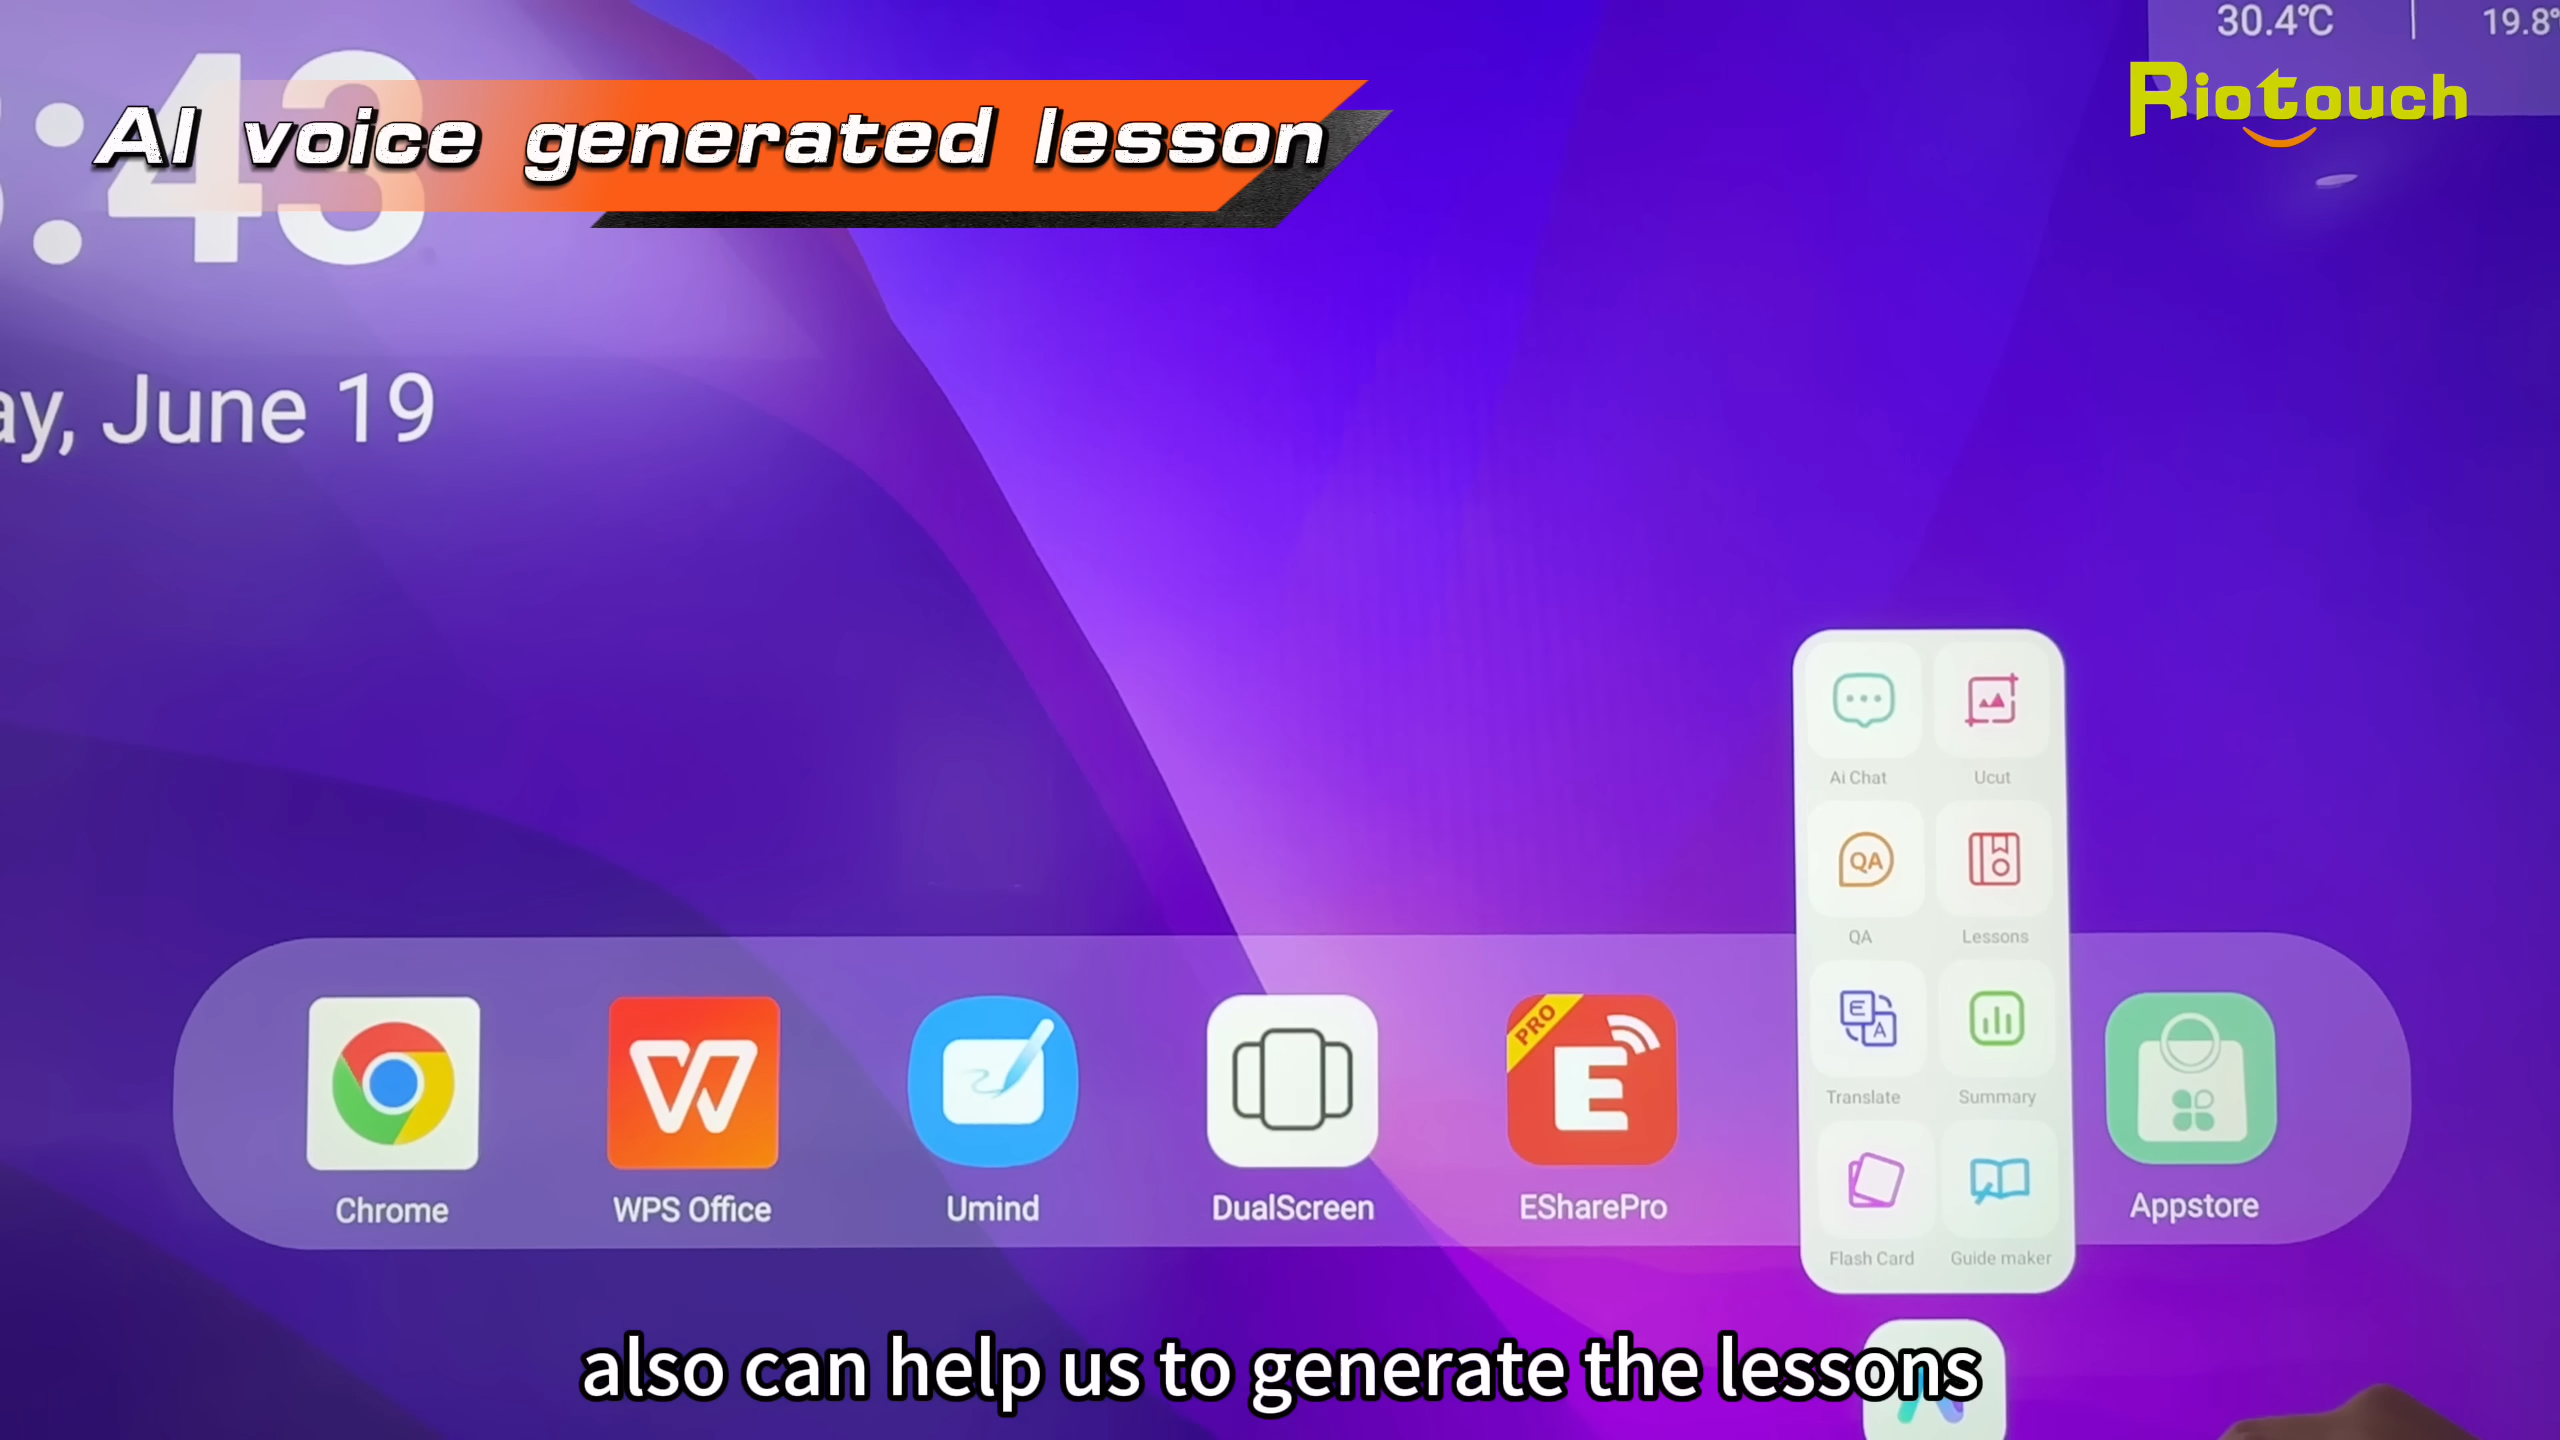 30.4℃ | 19.8°
Riotouch
:43
AI voice generated lesson
ay, June 19
Ai Chat
Ucut
QA
QA
Lessons
E
A
Translate
Summary
Flash Card
Guide maker
PRO
E
Chrome
WPS Office
Umind
DualScreen
ESharePro
Appstore
also can help us to generate the lessons